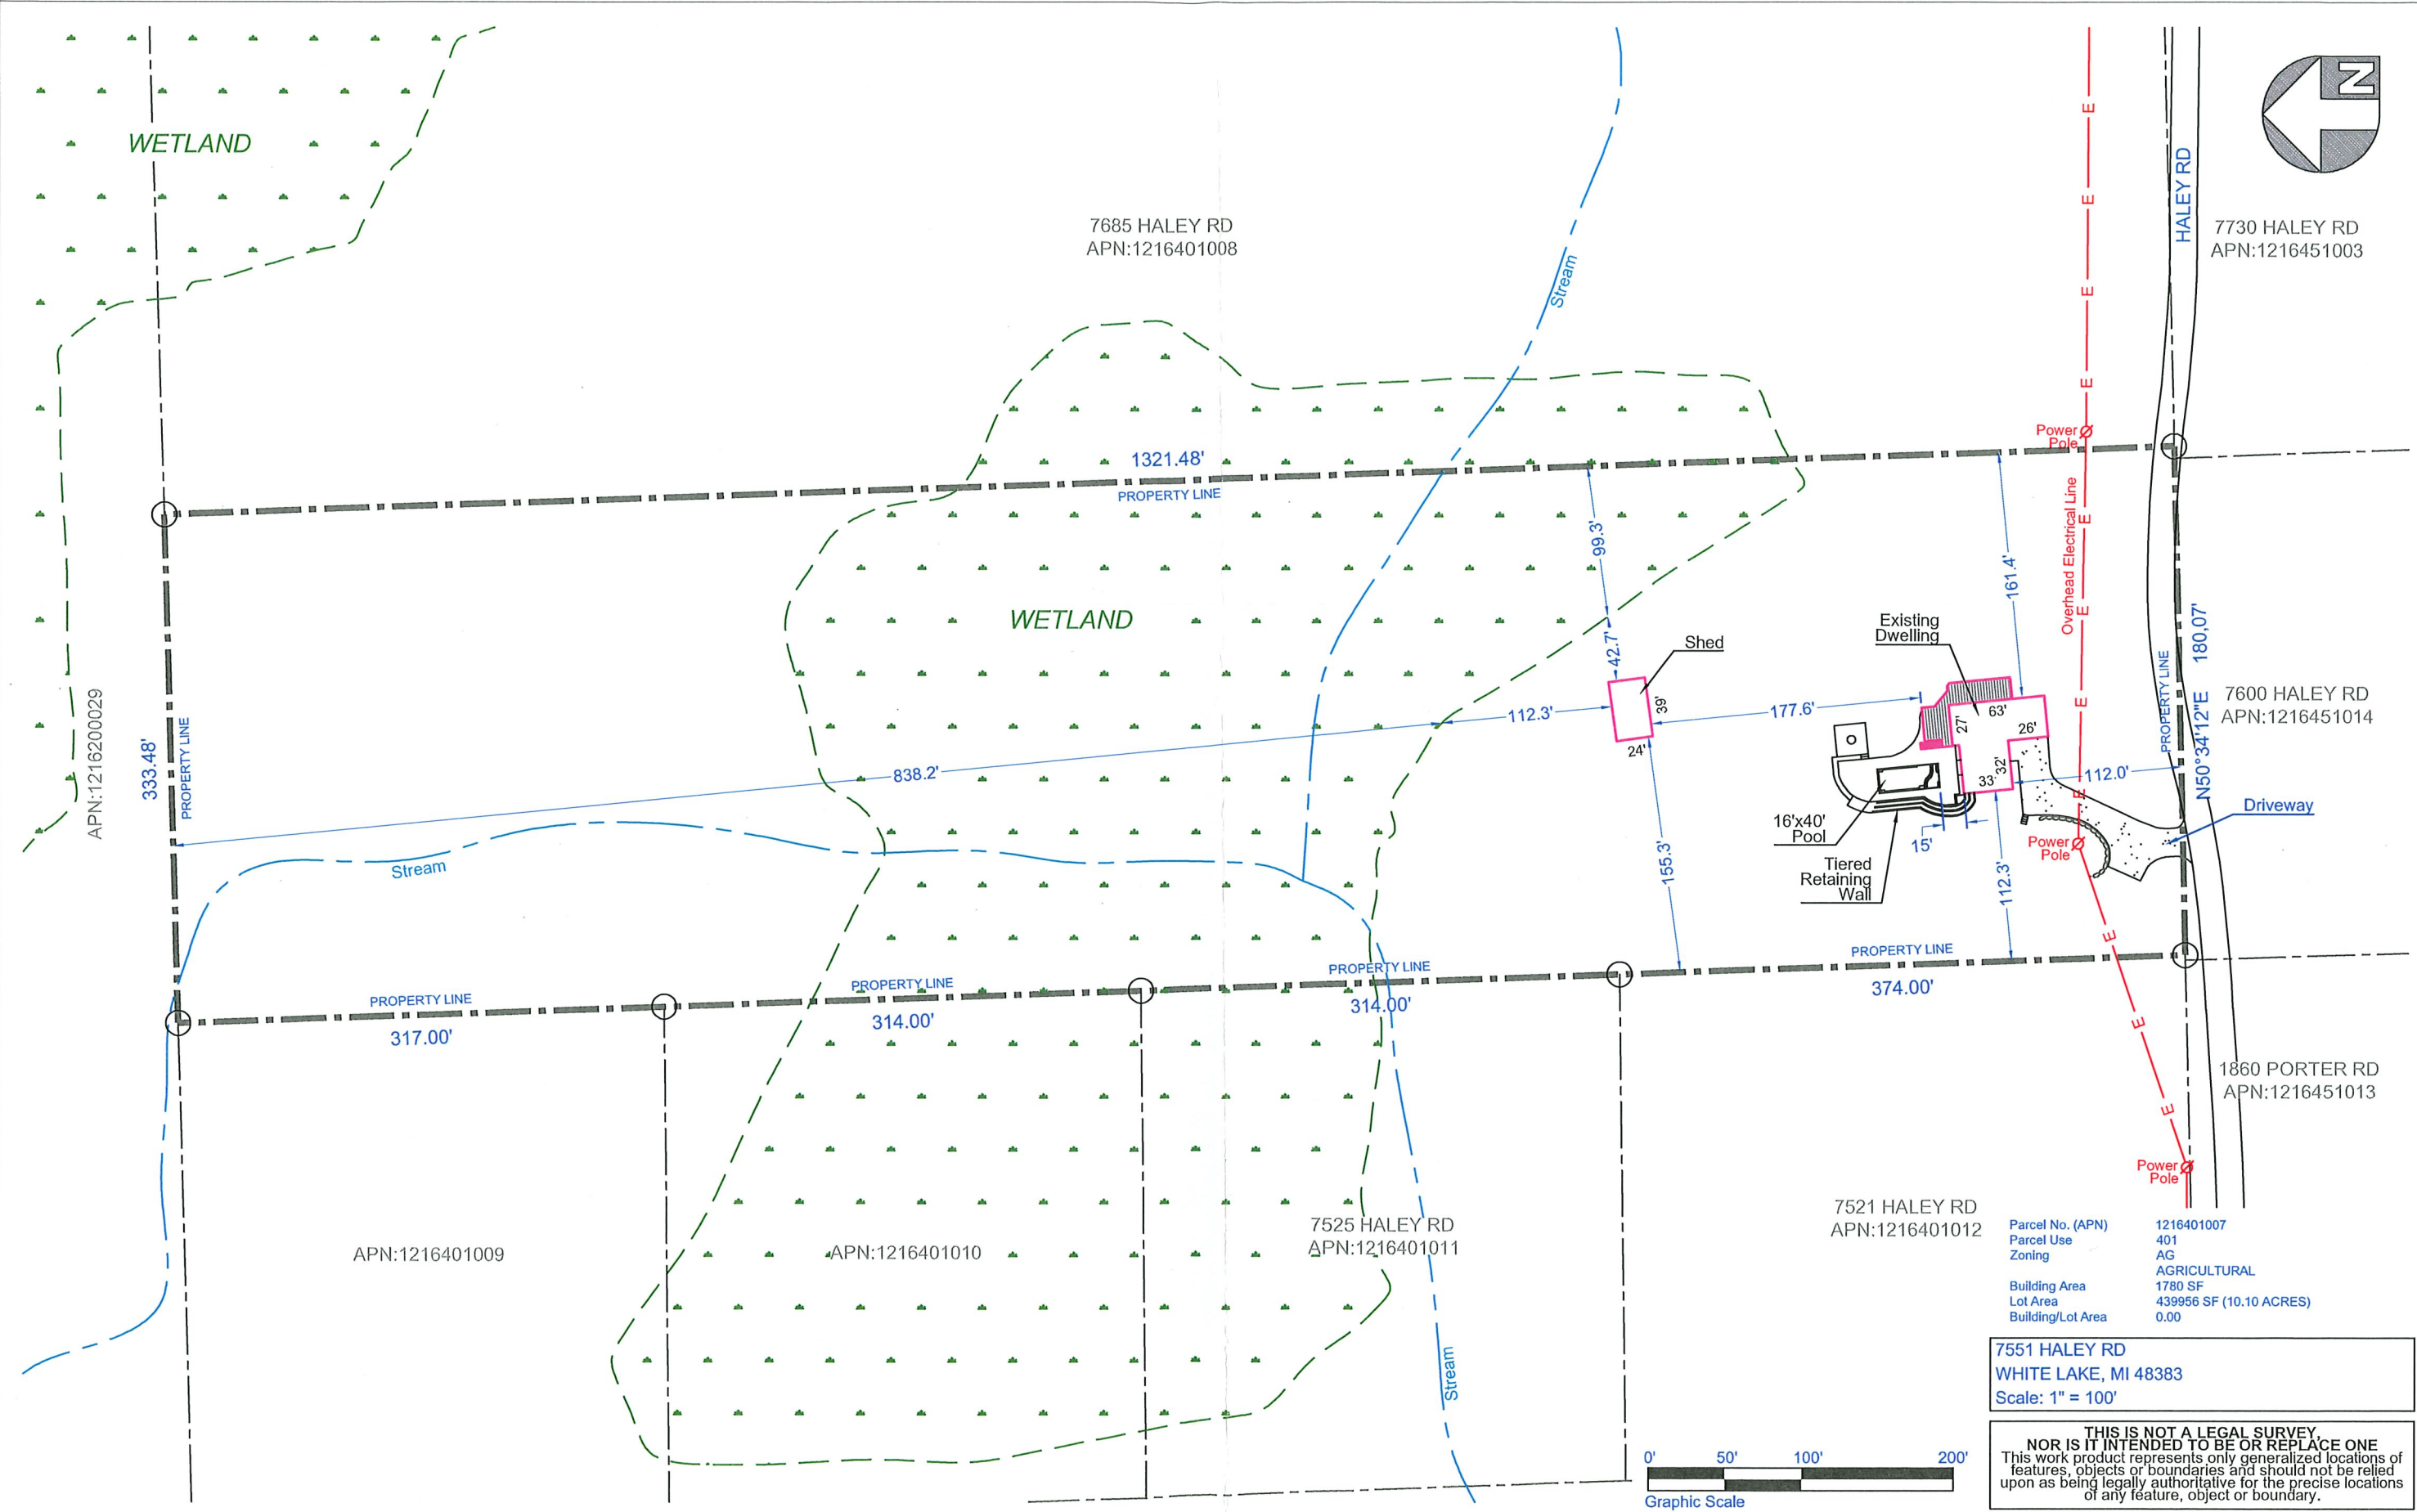 WETLAND
N
HALEY RD
7685 HALEY RD
APN:1216401008
7730 HALEY RD
APN:1216451003
Stream
Power
Pole
1321.48'
PROPERTY LINE
Overhead Electrical Line
E
E
E
E
E
E
E
E
E
E
E
E
99.3'
161.4'
WETLAND
Existing
Dwelling
Shed
42.7'
39'
24'
112.3'
177.6'
63'
27'
26'
33'
32'
112.0'
PROPERTY LINE
N50°34'12"E 180,07'
7600 HALEY RD
APN:1216451014
APN:1216200029
333.48'
PROPERTY LINE
838.2'
Driveway
16'x40'
Pool
Tiered
Retaining
Wall
15'
Power
Pole
155.3'
112.3'
Stream
PROPERTY LINE
317.00'
PROPERTY LINE
314.00'
PROPERTY LINE
314.00'
PROPERTY LINE
374.00'
1860 PORTER RD
APN:1216451013
Power
Pole
APN:1216401009
APN:1216401010
7525 HALEY RD
APN:1216401011
7521 HALEY RD
APN:1216401012
Stream
Parcel No. (APN) 1216401007
Parcel Use 401
Zoning AG
AGRICULTURAL
Building Area 1780 SF
Lot Area 439956 SF (10.10 ACRES)
Building/Lot Area 0.00
7551 HALEY RD
WHITE LAKE, MI 48383
Scale: 1" = 100'
0' 50' 100' 200'
Graphic Scale
THIS IS NOT A LEGAL SURVEY,
NOR IS IT INTENDED TO BE OR REPLACE ONE
This work product represents only generalized locations of
features, objects or boundaries and should not be relied
upon as being legally authoritative for the precise locations
of any feature, object or boundary.